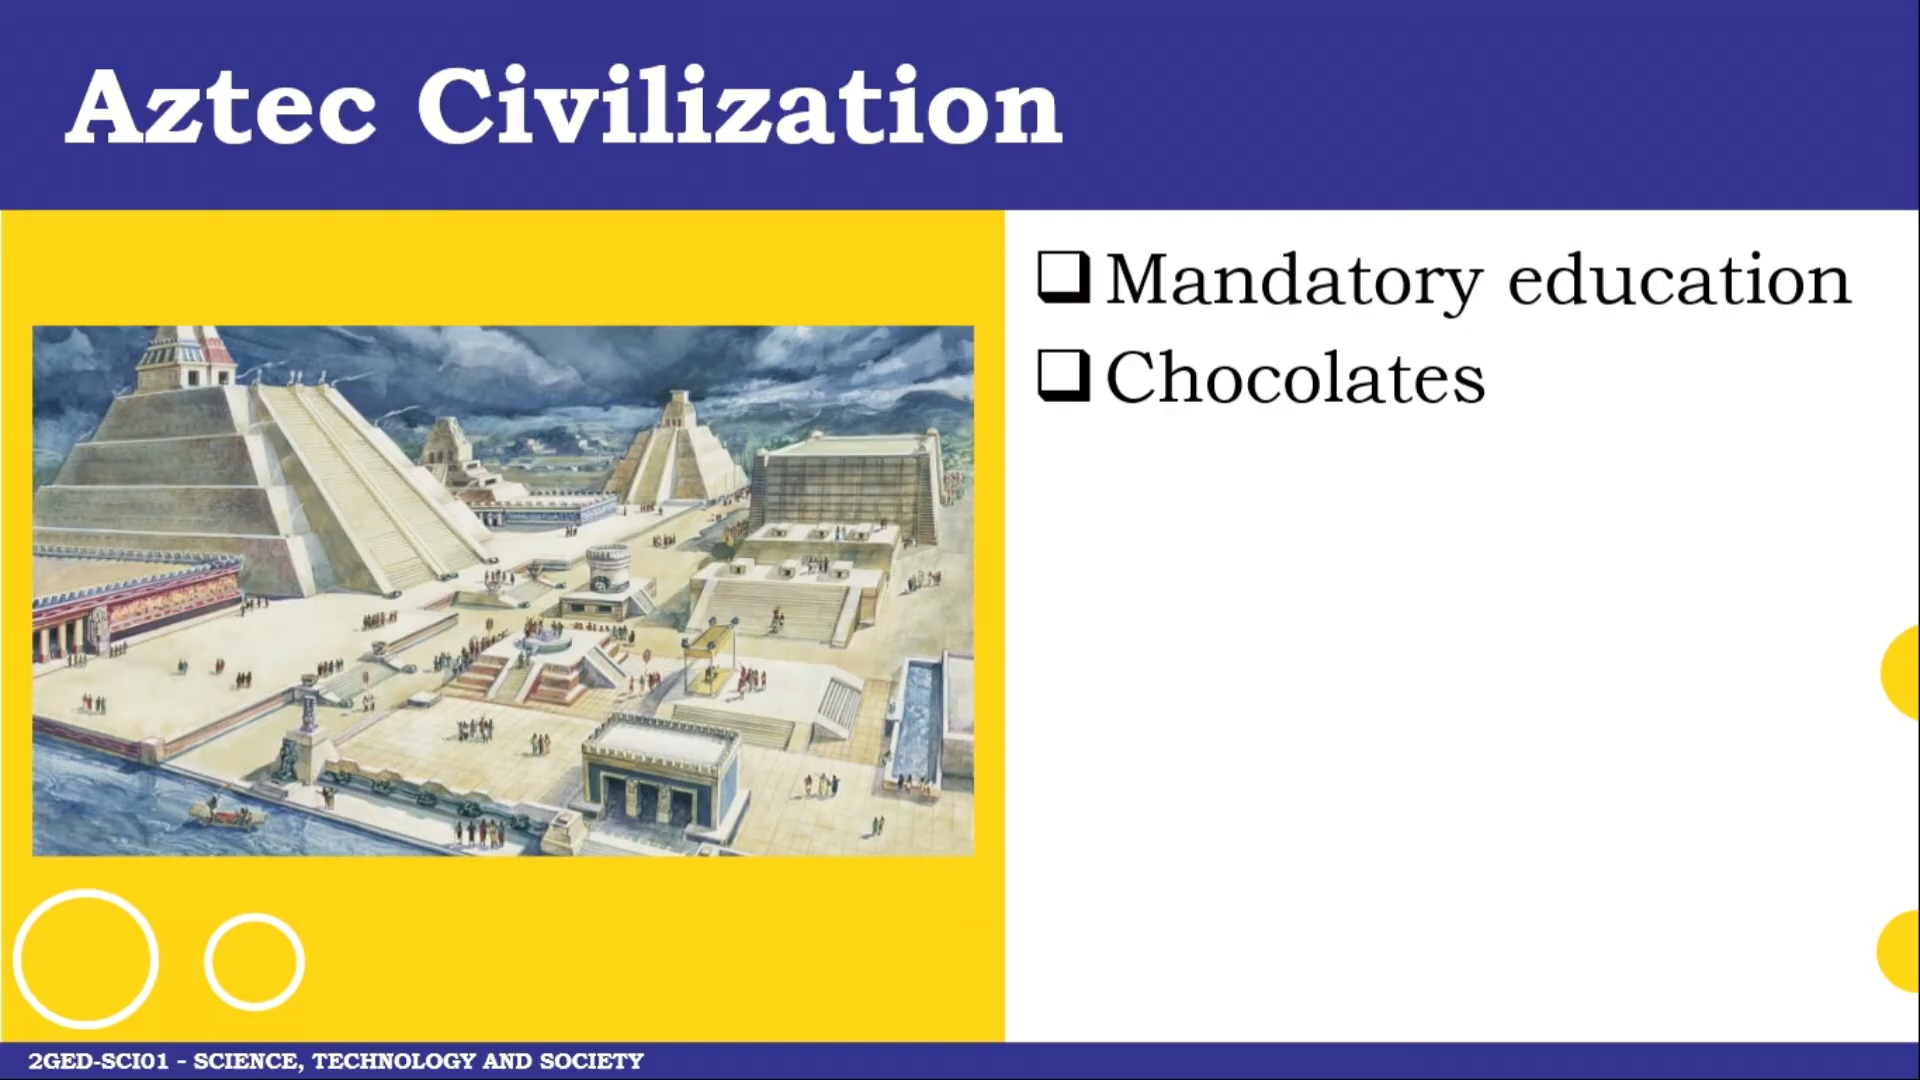 Aztec Civilization
Mandatory education
Chocolates
2GED-SCI01 - SCIENCE, TECHNOLOGY AND SOCIETY